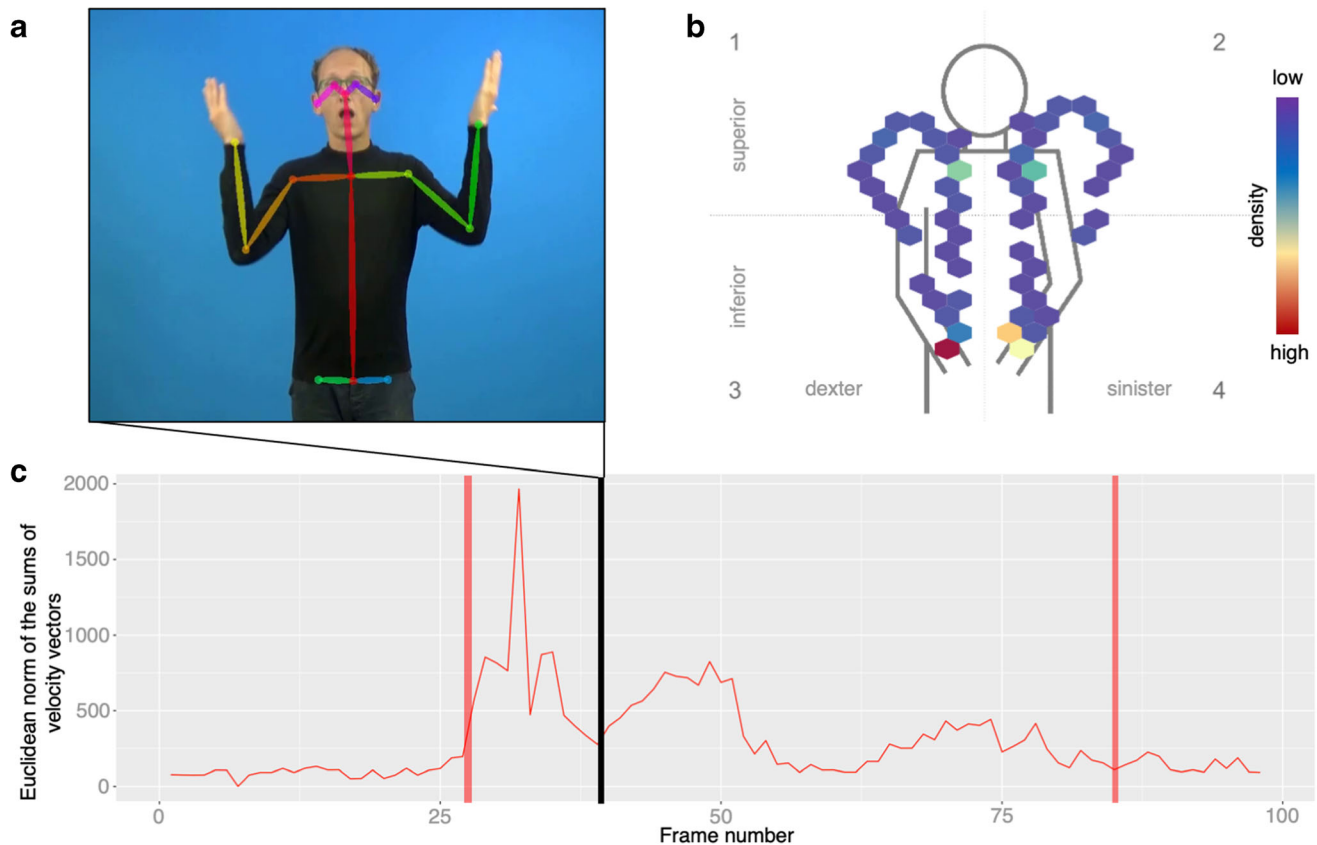 a
b
1
2
superior
inferior
3
dexter
sinister
4
low
density
high
c
Euclidean norm of the sums of
velocity vectors
2000
1500
1000
500
0
0
25
50
75
100
Frame number